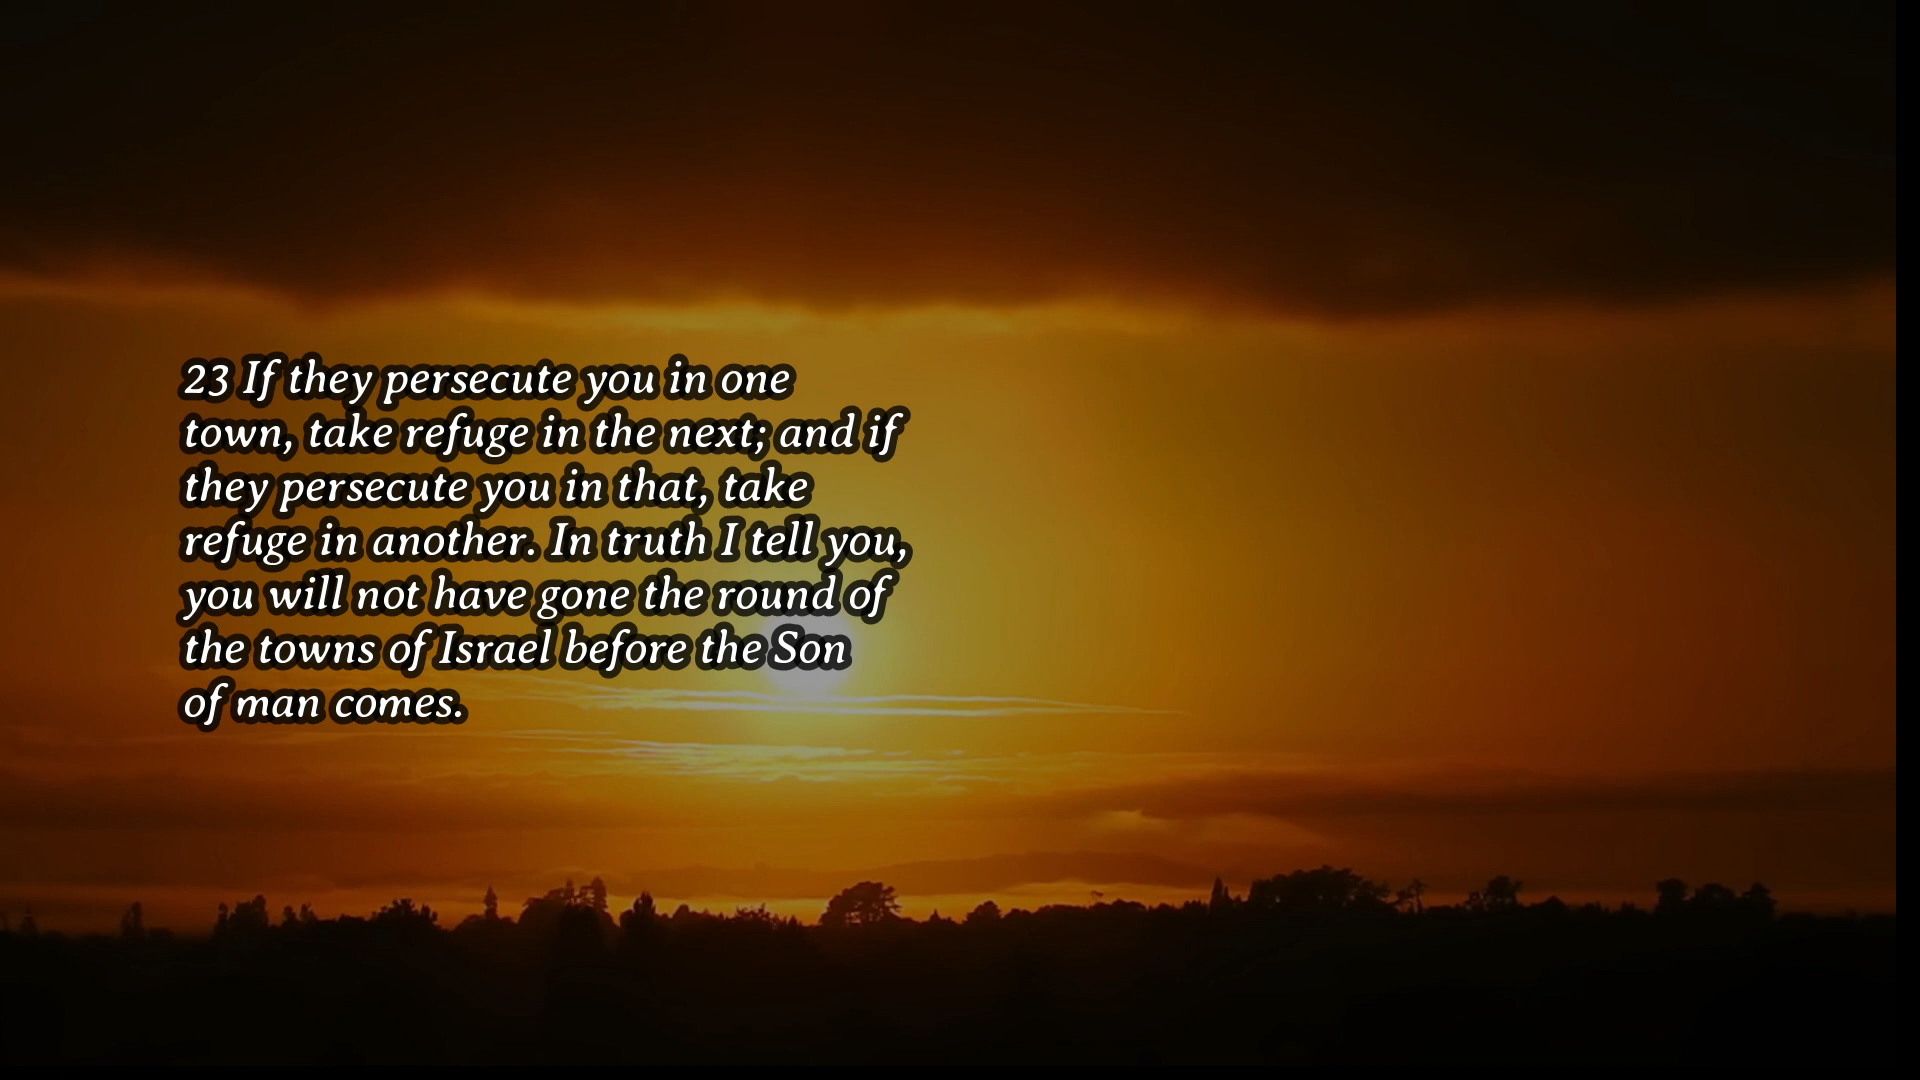 23 If they persecute you in one
town, take refuge in the next; and if
they persecute you in that, take
refuge in another. In truth I tell you,
you will not have gone the round of
the towns of Israel before the Son
of man comes.